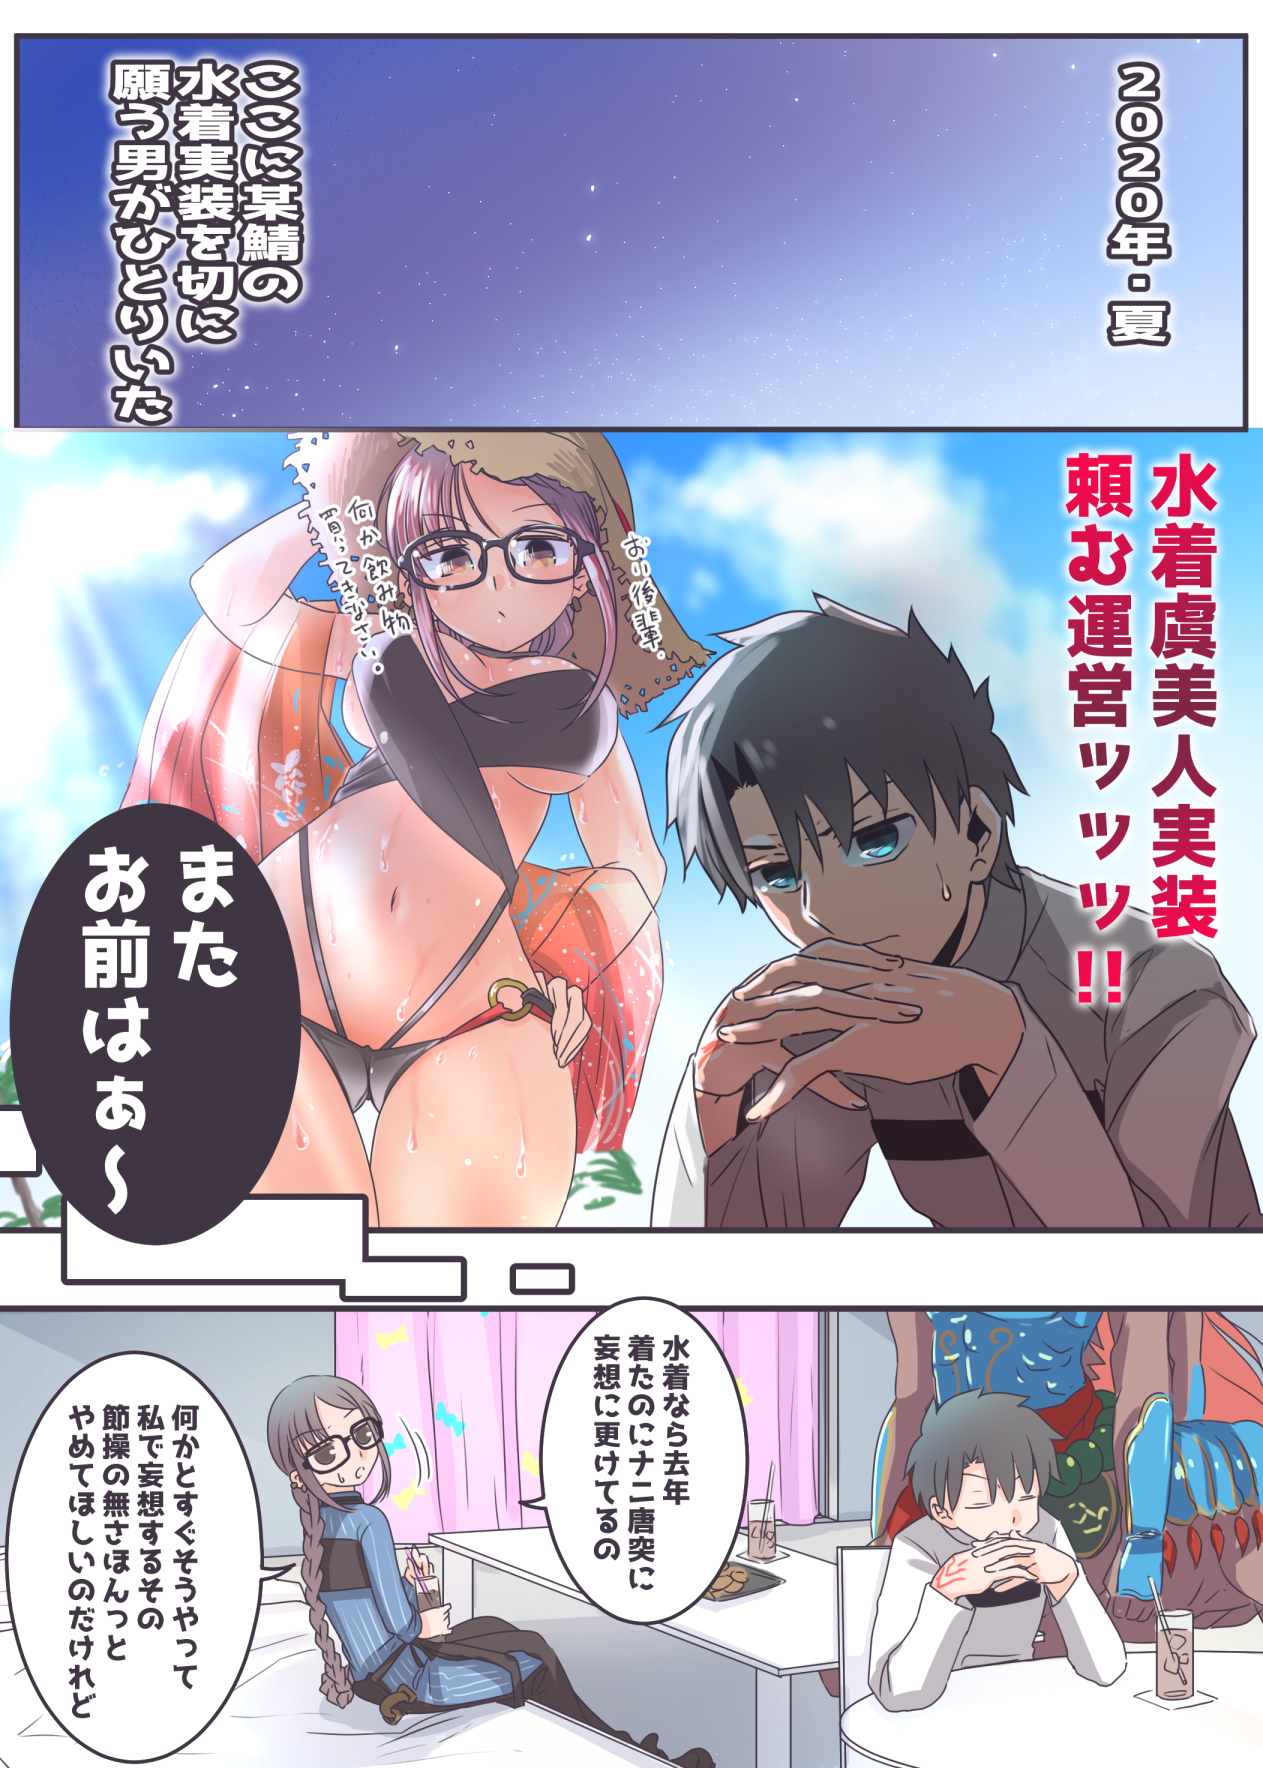 2020年・夏
ここに某鯖の
水着実装を切に
願う男がひとりいた
水着虞美人実装
頼む運営ッッッ!!
おい後輩
何か飲み物
買ってきなさい。
また
お前はぁ～
水着なら去年
着たのにナニ唐突に
妄想に更けてるの
何かとすぐそうやって
私で妄想するその
節操の無さほんっと
やめてほしいのだけれど